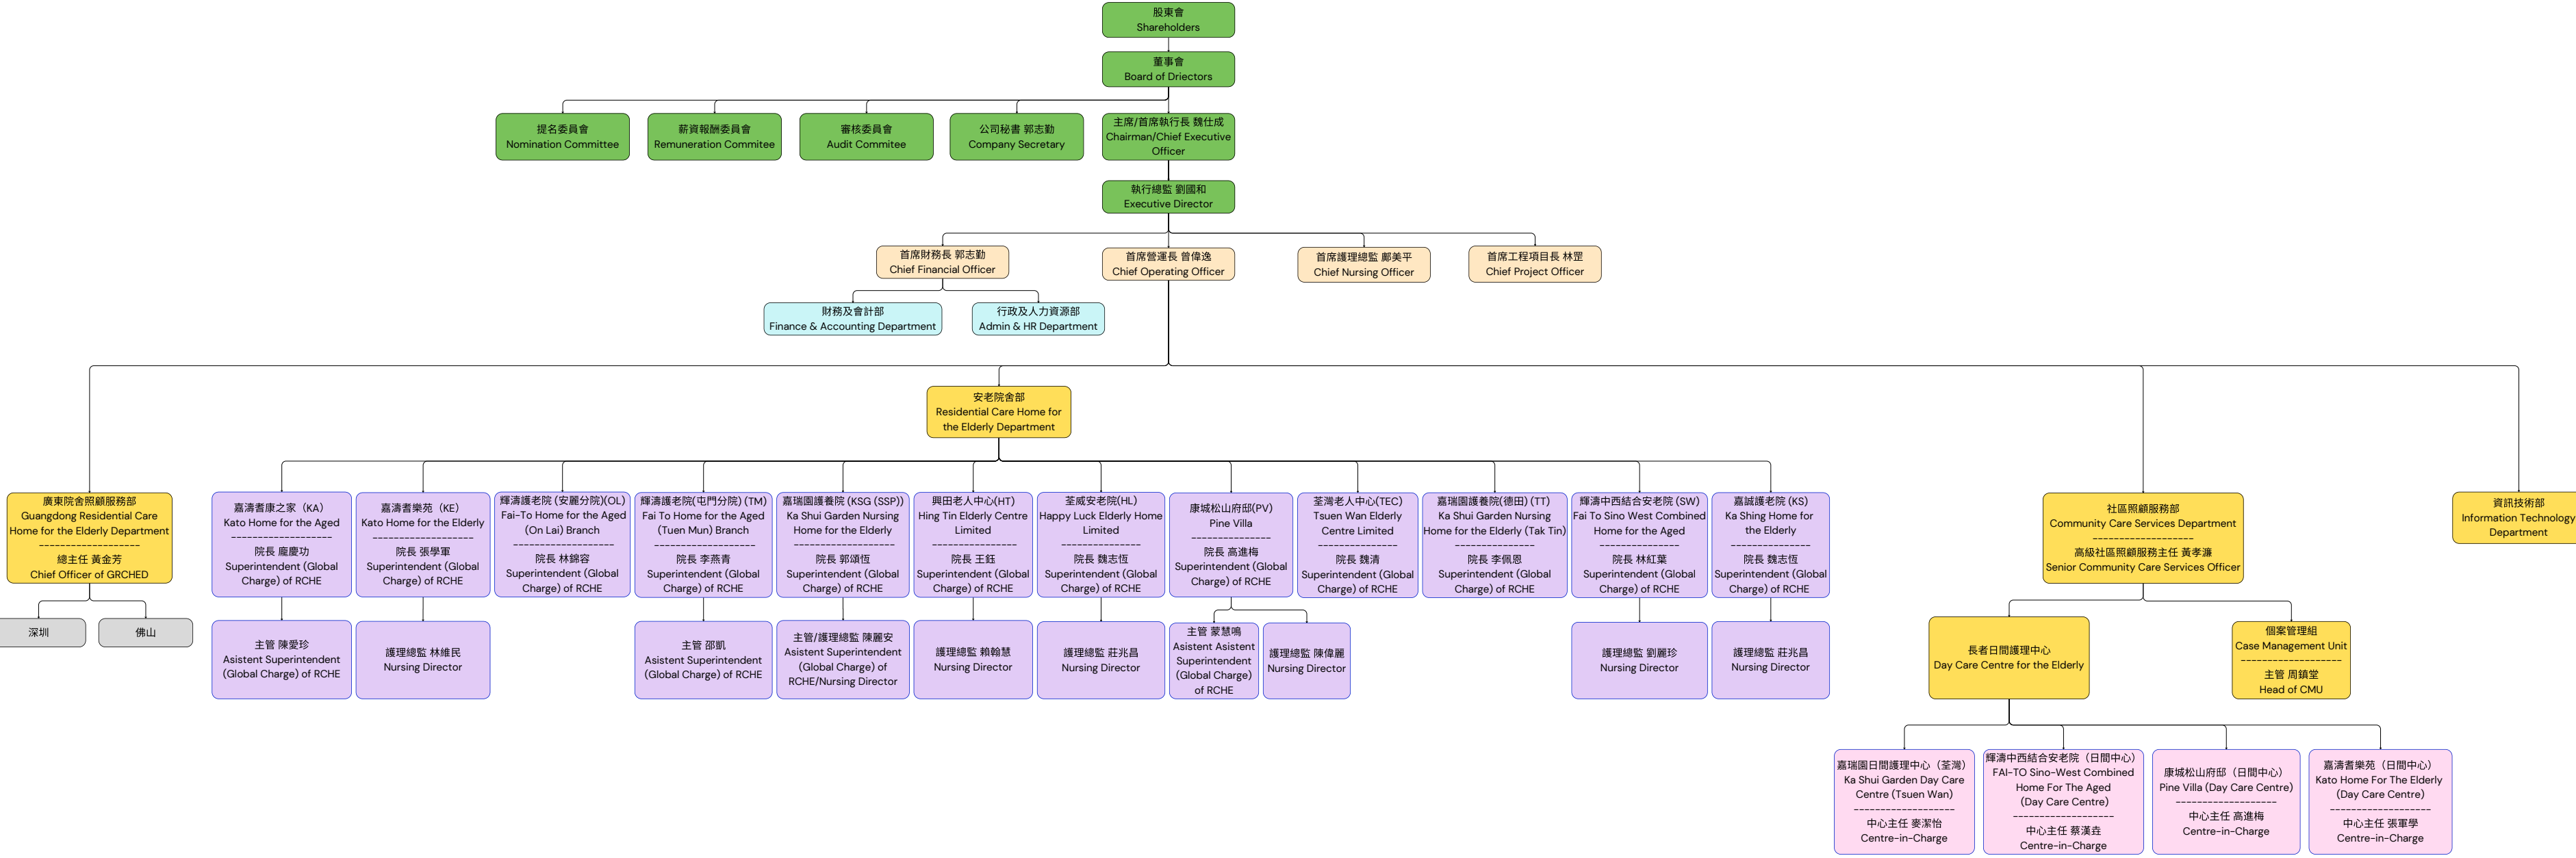 股東會
Shareholders
董事會
Board of Driectors
提名委員會
Nomination Committee
薪資報酬委員會
Remuneration Commitee
審核委員會
Audit Commitee
公司秘書 郭志勤
Company Secretary
主席/首席執行長 魏仕成
Chairman/Chief Executive
Officer
執行總監 劉國和
Executive Director
首席財務長 郭志勤
Chief Financial Officer
首席營運長 曾偉逸
Chief Operating Officer
首席護理總監 鄺美平
Chief Nursing Officer
首席工程項目長 林罡
Chief Project Officer
財務及會計部
Finance & Accounting Department
行政及人力資源部
Admin & HR Department
安老院舍部
Residential Care Home for
the Elderly Department
廣東院舍照顧服務部
Guangdong Residential Care
Home for the Elderly Department
-------------------
總主任 黃金芳
Chief Officer of GRCHED
深圳
佛山
嘉濤耆康之家（KA）
Kato Home for the Aged
-------------------
院長 龐慶功
Superintendent (Global
Charge) of RCHE
主管 陳愛珍
Asistent Superintendent
(Global Charge) of RCHE
嘉濤耆樂苑（KE）
Kato Home for the Elderly
-------------------
院長 張學軍
Superintendent (Global
Charge) of RCHE
護理總監 林維民
Nursing Director
輝濤護老院 (安麗分院)(OL)
Fai-To Home for the Aged
(On Lai) Branch
-------------------
院長 林錦容
Superintendent (Global
Charge) of RCHE
輝濤護老院(屯門分院) (TM)
Fai To Home for the Aged
(Tuen Mun) Branch
-------------------
院長 李燕青
Superintendent (Global
Charge) of RCHE
主管 邵凱
Asistent Superintendent
(Global Charge) of RCHE
嘉瑞園護養院 (KSG (SSP))
Ka Shui Garden Nursing
Home for the Elderly
-------------------
院長 郭頌恆
Superintendent (Global
Charge) of RCHE
主管/護理總監 陳麗安
Asistent Superintendent
(Global Charge) of
RCHE/Nursing Director
興田老人中心(HT)
Hing Tin Elderly Centre
Limited
----------------
院長 王鈺
Superintendent (Global
Charge) of RCHE
護理總監 賴翰慧
Nursing Director
荃威安老院(HL)
Happy Luck Elderly Home
Limited
---------------
院長 魏志恆
Superintendent (Global
Charge) of RCHE
護理總監 莊兆昌
Nursing Director
康城松山府邸(PV)
Pine Villa
---------------
院長 高進梅
Superintendent (Global
Charge) of RCHE
主管 蒙慧鳴
Asistent Asistent
Superintendent
(Global Charge)
of RCHE
護理總監 陳偉麗
Nursing Director
荃灣老人中心(TEC)
Tsuen Wan Elderly
Centre Limited
---------------
院長 魏清
Superintendent (Global
Charge) of RCHE
嘉瑞園護養院(德田) (TT)
Ka Shui Garden Nursing
Home for the Elderly (Tak Tin)
---------------
院長 李佩恩
Superintendent (Global
Charge) of RCHE
輝濤中西結合安老院 (SW)
Fai To Sino West Combined
Home for the Aged
---------------
院長 林紅葉
Superintendent (Global
Charge) of RCHE
護理總監 劉麗珍
Nursing Director
嘉誠護老院 (KS)
Ka Shing Home for
the Elderly
---------------
院長 魏志恆
Superintendent (Global
Charge) of RCHE
護理總監 莊兆昌
Nursing Director
社區照顧服務部
Community Care Services Department
-------------------
高級社區照顧服務主任 黃孝濂
Senior Community Care Services Officer
資訊技術部
Information Technology
Department
長者日間護理中心
Day Care Centre for the Elderly
個案管理組
Case Management Unit
-------------------
主管 周鎮堂
Head of CMU
嘉瑞園日間護理中心（荃灣）
Ka Shui Garden Day Care
Centre (Tsuen Wan)
-------------------
中心主任 麥潔怡
Centre-in-Charge
輝濤中西結合安老院（日間中心）
FAI-TO Sino-West Combined
Home For The Aged
(Day Care Centre)
-------------------
中心主任 蔡漢垚
Centre-in-Charge
康城松山府邸（日間中心）
Pine Villa (Day Care Centre)
-------------------
中心主任 高進梅
Centre-in-Charge
嘉濤耆樂苑（日間中心）
Kato Home For The Elderly
(Day Care Centre)
-------------------
中心主任 張軍學
Centre-in-Charge